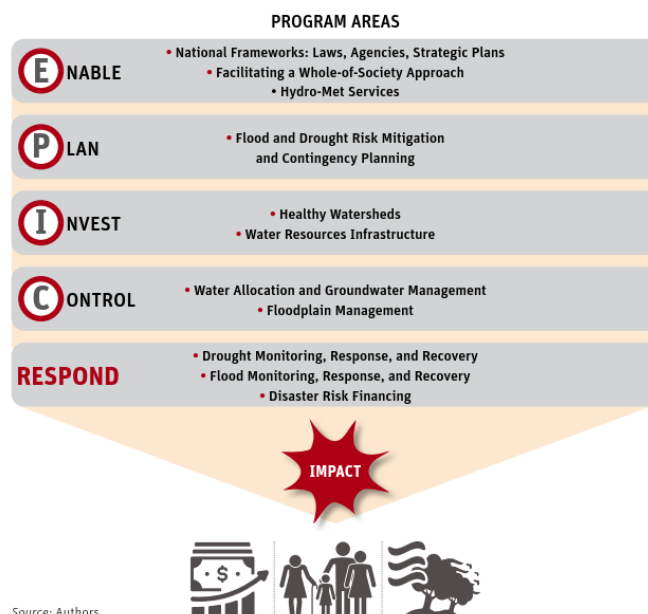 PROGRAM AREAS
ENABLE
• National Frameworks: Laws, Agencies, Strategic Plans
• Facilitating a Whole-of-Society Approach
• Hydro-Met Services
PLAN
• Flood and Drought Risk Mitigation
and Contingency Planning
INVEST
• Healthy Watersheds
• Water Resources Infrastructure
CONTROL
• Water Allocation and Groundwater Management
• Floodplain Management
RESPOND
• Drought Monitoring, Response, and Recovery
• Flood Monitoring, Response, and Recovery
• Disaster Risk Financing
IMPACT
$
Source: Authors